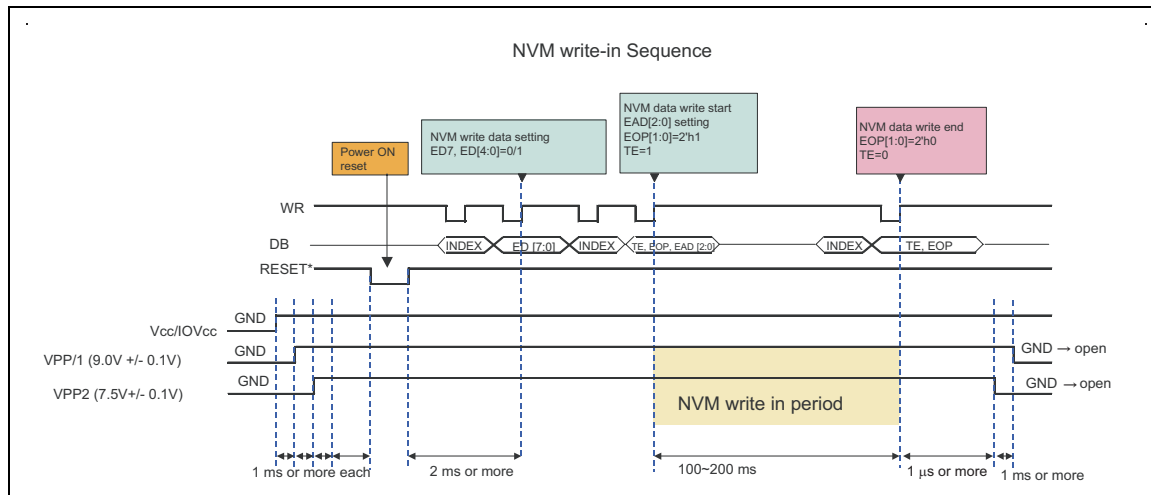 NVM write-in Sequence
Power ON
reset
NVM write data setting
ED7, ED[4:0]=0/1
NVM data write start
EAD[2:0] setting
EOP[1:0]=2'h1
TE=1
NVM data write end
EOP[1:0]=2'h0
TE=0
WR
DB
INDEX
ED [7:0]
INDEX
TE, EOP, EAD [2:0]
INDEX
TE, EOP
RESET*
GND
Vcc/IOVcc
GND
GND → open
VPP/1 (9.0V +/- 0.1V)
GND
GND → open
VPP2 (7.5V+/- 0.1V)
NVM write in period
1 ms or more each
2 ms or more
100~200 ms
1 μs or more
1 ms or more